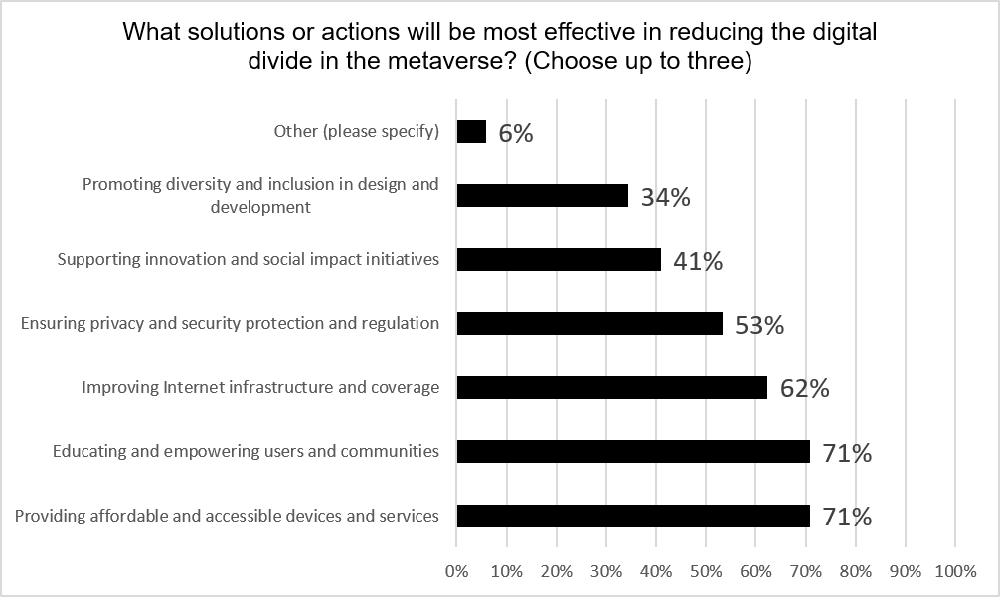 What solutions or actions will be most effective in reducing the digital
divide in the metaverse? (Choose up to three)
Other (please specify)
6%
Promoting diversity and inclusion in design and
development
34%
Supporting innovation and social impact initiatives
41%
Ensuring privacy and security protection and regulation
53%
Improving Internet infrastructure and coverage
62%
Educating and empowering users and communities
71%
Providing affordable and accessible devices and services
71%
0% 10% 20% 30% 40% 50% 60% 70% 80% 90% 100%